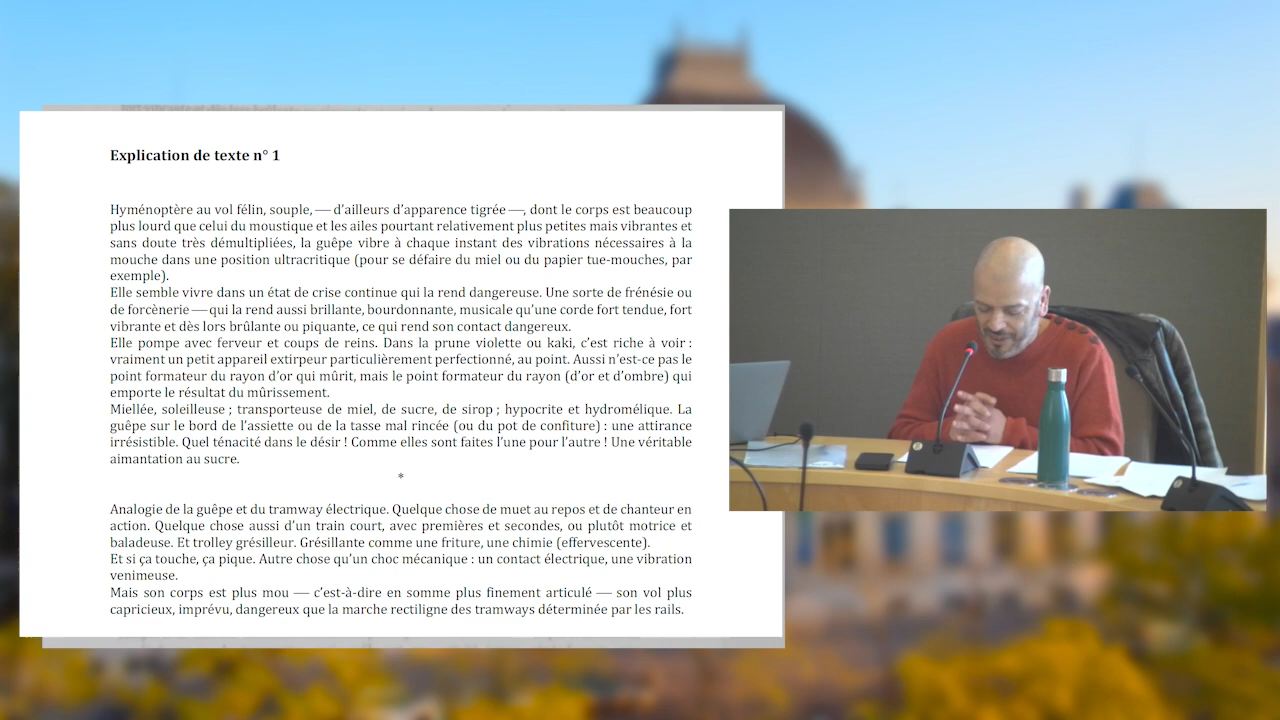 Explication de texte n° 1
Hyménoptère au vol félin, souple, — d’ailleurs d’apparence tigrée —, dont le corps est beaucoup
plus lourd que celui du moustique et les ailes pourtant relativement plus petites mais vibrantes et
sans doute très démultipliées, la guêpe vibre à chaque instant des vibrations nécessaires à la
mouche dans une position ultracritique (pour se défaire du miel ou du papier tue-mouches, par
exemple).
Elle semble vivre dans un état de crise continue qui la rend dangereuse. Une sorte de frénésie ou
de forcènerie — qui la rend aussi brillante, bourdonnante, musicale qu’une corde fort tendue, fort
vibrante et dès lors brûlante ou piquante, ce qui rend son contact dangereux.
Elle pompe avec ferveur et coups de reins. Dans la prune violette ou kaki, c’est riche à voir :
vraiment un petit appareil extirpeur particulièrement perfectionné, au point. Aussi n’est-ce pas le
point formateur du rayon d’or qui mûrit, mais le point formateur du rayon (d’or et d’ombre) qui
emporte le résultat du mûrissement.
Miellée, soleilleuse ; transporteuse de miel, de sucre, de sirop ; hypocrite et hydromélique. La
guêpe sur le bord de l’assiette ou de la tasse mal rincée (ou du pot de confiture) : une attirance
irrésistible. Quel ténacité dans le désir ! Comme elles sont faites l’une pour l’autre ! Une véritable
aimantation au sucre.
*
Analogie de la guêpe et du tramway électrique. Quelque chose de muet au repos et de chanteur en
action. Quelque chose aussi d’un train court, avec premières et secondes, ou plutôt motrice et
baladeuse. Et trolley grésilleur. Grésillante comme une friture, une chimie (effervescente).
Et si ça touche, ça pique. Autre chose qu’un choc mécanique : un contact électrique, une vibration
venimeuse.
Mais son corps est plus mou — c’est-à-dire en somme plus finement articulé — son vol plus
capricieux, imprévu, dangereux que la marche rectiligne des tramways déterminée par les rails.